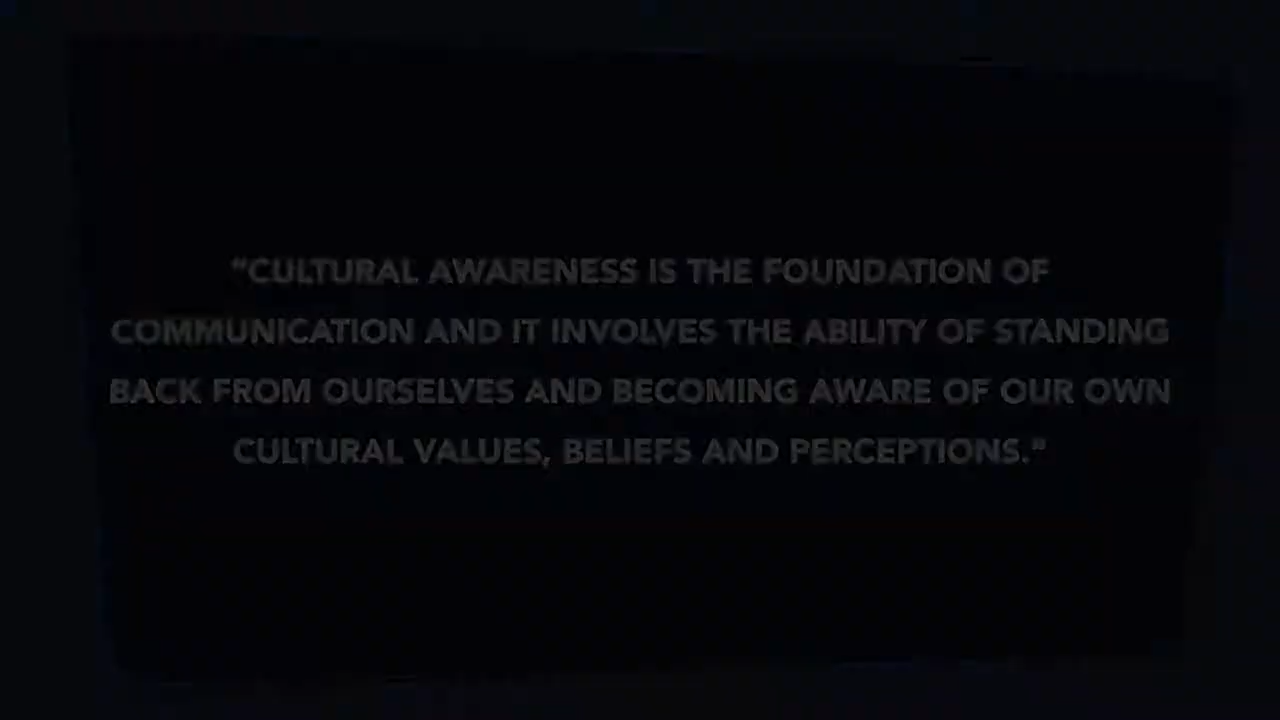 “CULTURAL AWARENESS IS THE FOUNDATION OF
COMMUNICATION AND IT INVOLVES THE ABILITY OF STANDING
BACK FROM OURSELVES AND BECOMING AWARE OF OUR OWN
CULTURAL VALUES, BELIEFS AND PERCEPTIONS.”